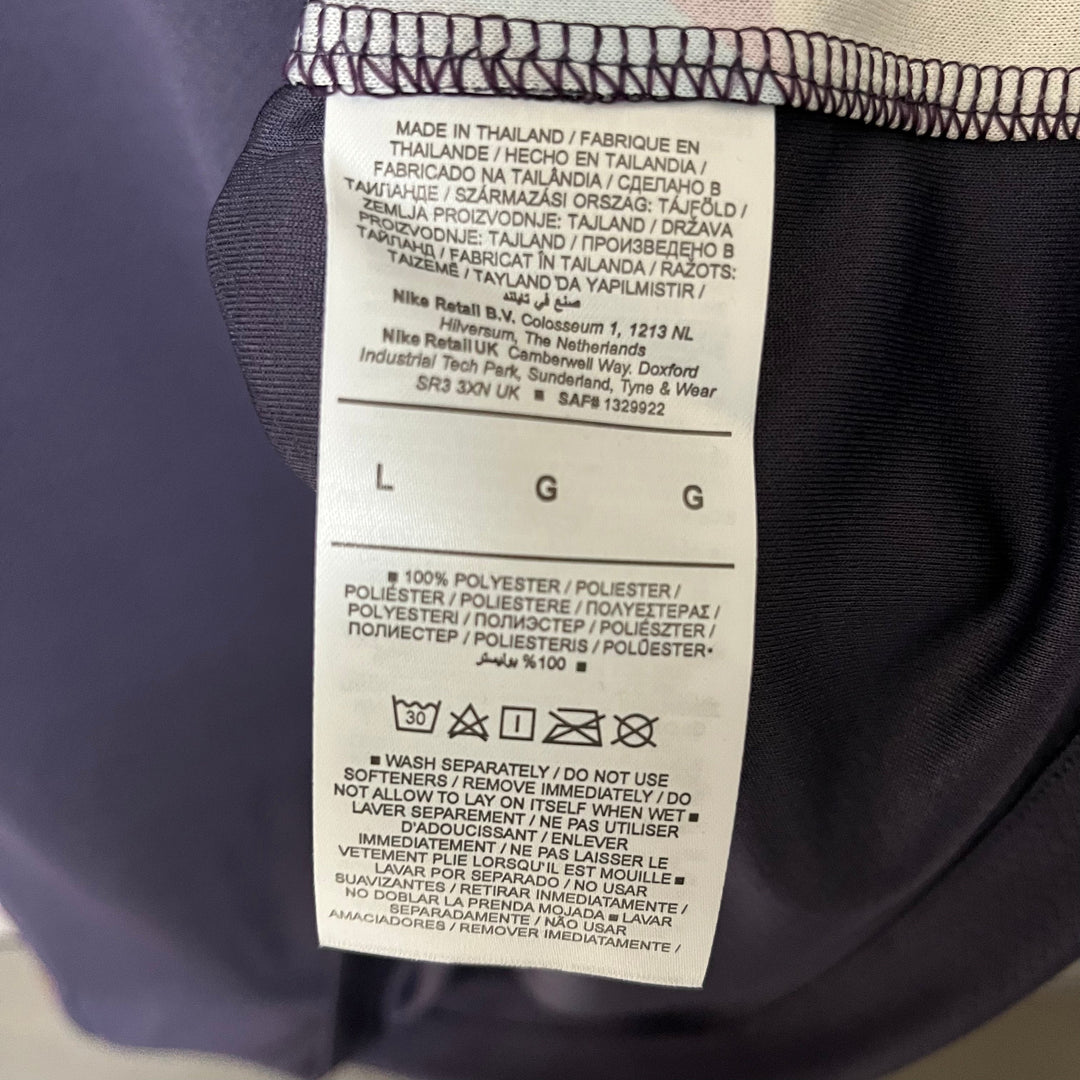 MADE IN THAILAND / FABRIQUE EN
THAILANDE / HECHO EN TAILANDIA /
FABRICADO NA TAILÂNDIA / СДЕЛАНО В
ТАИЛАНДЕ / SZÁRMAZÁSI ORSZAG: TÁJFÖLD /
ZEMLJA PROIZVODNJE: TAJLAND / DRŽAVA
PROIZVODNJE: TAJLAND / ПРОИЗВЕДЕНО В
ТАЙЛАНД / FABRICAT ÎN TAILANDA / RAŽOTS:
TAIZEMĒ / TAYLAND'DA YAPILMISTIR /
صنع في تايلند
Nike Retail B.V. Colosseum 1, 1213 NL
Hilversum, The Netherlands
Nike Retail UK Camberwell Way. Doxford
Industrial Tech Park, Sunderland, Tyne & Wear
SR3 3XN UK ■ SAF# 1329922
L G G
■ 100% POLYESTER / POLIESTER /
POLIÉSTER / POLIESTERE / ΠΟΛΥΕΣΤΕΡΑΣ /
POLYESTERI / ПОЛИЭСТЕР / POLIÉSZTER /
ПОЛИЕСТЕР / POLIESTERIS / POLÜESTER•
100% بوليستر ■
30
■ WASH SEPARATELY / DO NOT USE
SOFTENERS / REMOVE IMMEDIATELY / DO
NOT ALLOW TO LAY ON ITSELF WHEN WET ■
LAVER SEPAREMENT / NE PAS UTILISER
D'ADOUCISSANT / ENLEVER
IMMEDIATEMENT / NE PAS LAISSER LE
VETEMENT PLIE LORSQU'IL EST MOUILLE ■
LAVAR POR SEPARADO / NO USAR
SUAVIZANTES / RETIRAR INMEDIATAMENTE /
NO DOBLAR LA PRENDA MOJADA ■ LAVAR
SEPARADAMENTE / NÃO USAR
AMACIADORES / REMOVER IMEDIATAMENTE /